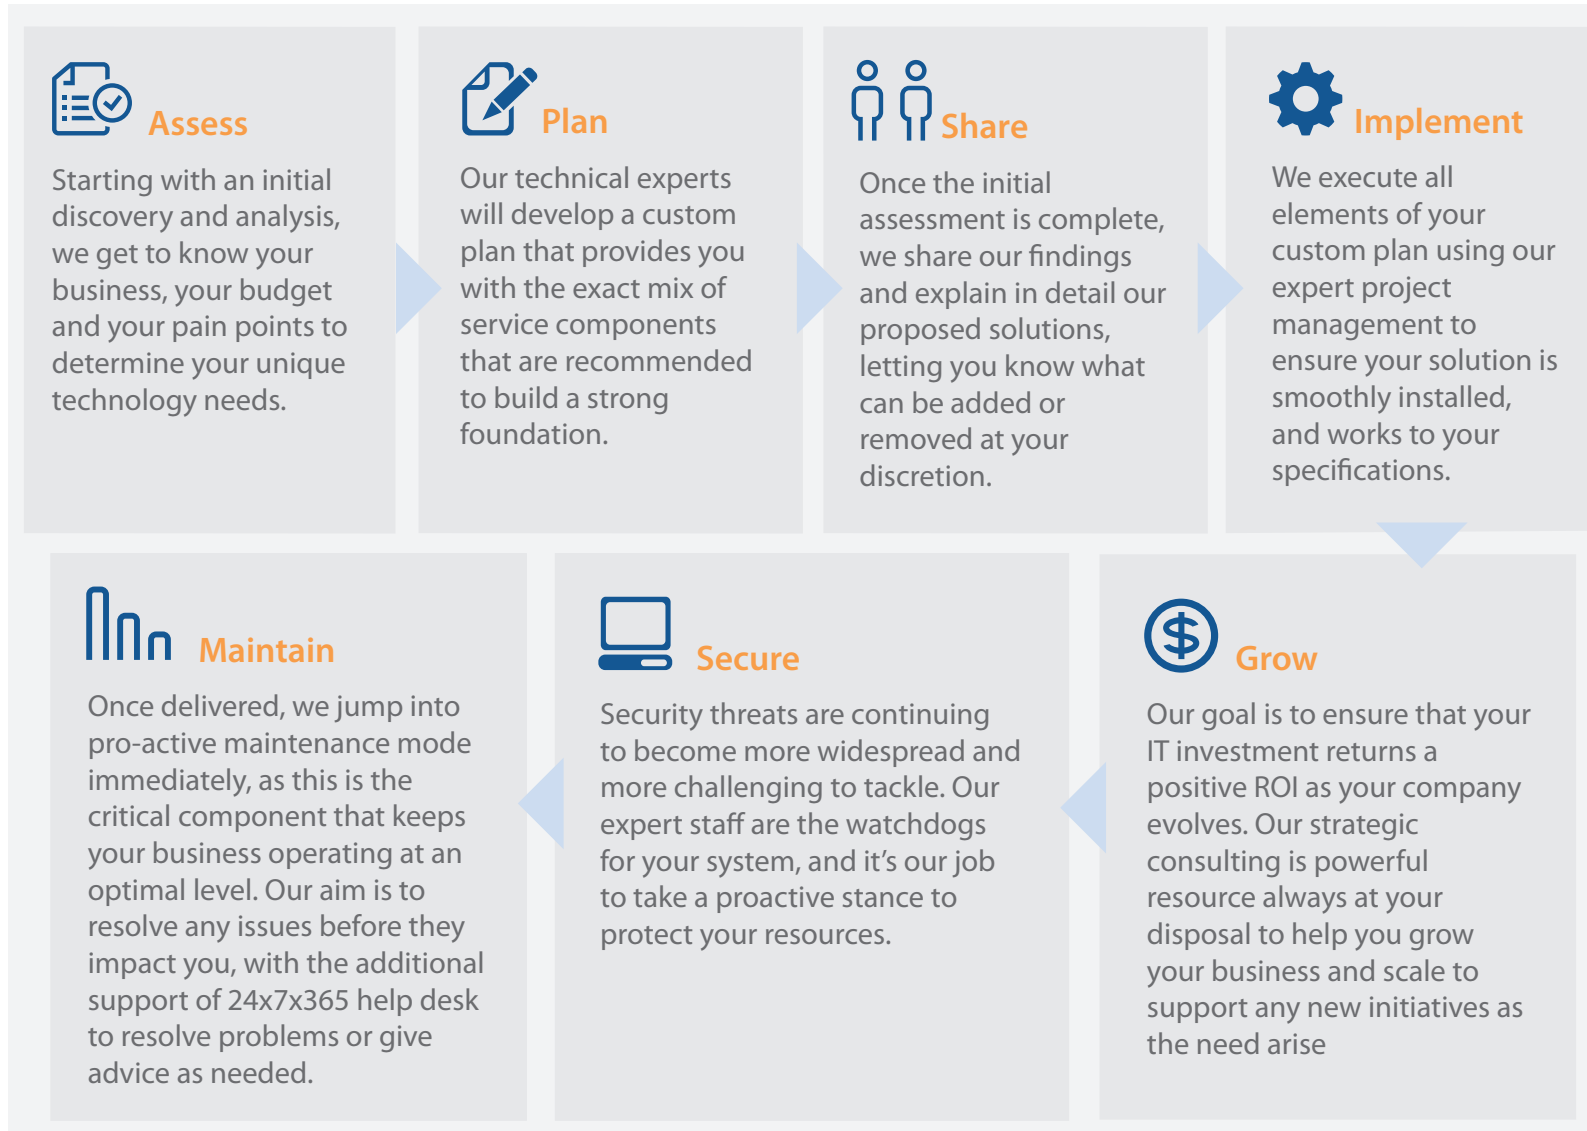 Assess
Starting with an initial
discovery and analysis,
we get to know your
business, your budget
and your pain points to
determine your unique
technology needs.
Plan
Our technical experts
will develop a custom
plan that provides you
with the exact mix of
service components
that are recommended
to build a strong
foundation.
Share
Once the initial
assessment is complete,
we share our findings
and explain in detail our
proposed solutions,
letting you know what
can be added or
removed at your
discretion.
Implement
We execute all
elements of your
custom plan using our
expert project
management to
ensure your solution is
smoothly installed,
and works to your
specifications.
Grow
Our goal is to ensure that your
IT investment returns a
positive ROI as your company
evolves. Our strategic
consulting is powerful
resource always at your
disposal to help you grow
your business and scale to
support any new initiatives as
the need arise
Secure
Security threats are continuing
to become more widespread and
more challenging to tackle. Our
expert staff are the watchdogs
for your system, and it’s our job
to take a proactive stance to
protect your resources.
Maintain
Once delivered, we jump into
pro-active maintenance mode
immediately, as this is the
critical component that keeps
your business operating at an
optimal level. Our aim is to
resolve any issues before they
impact you, with the additional
support of 24x7x365 help desk
to resolve problems or give
advice as needed.